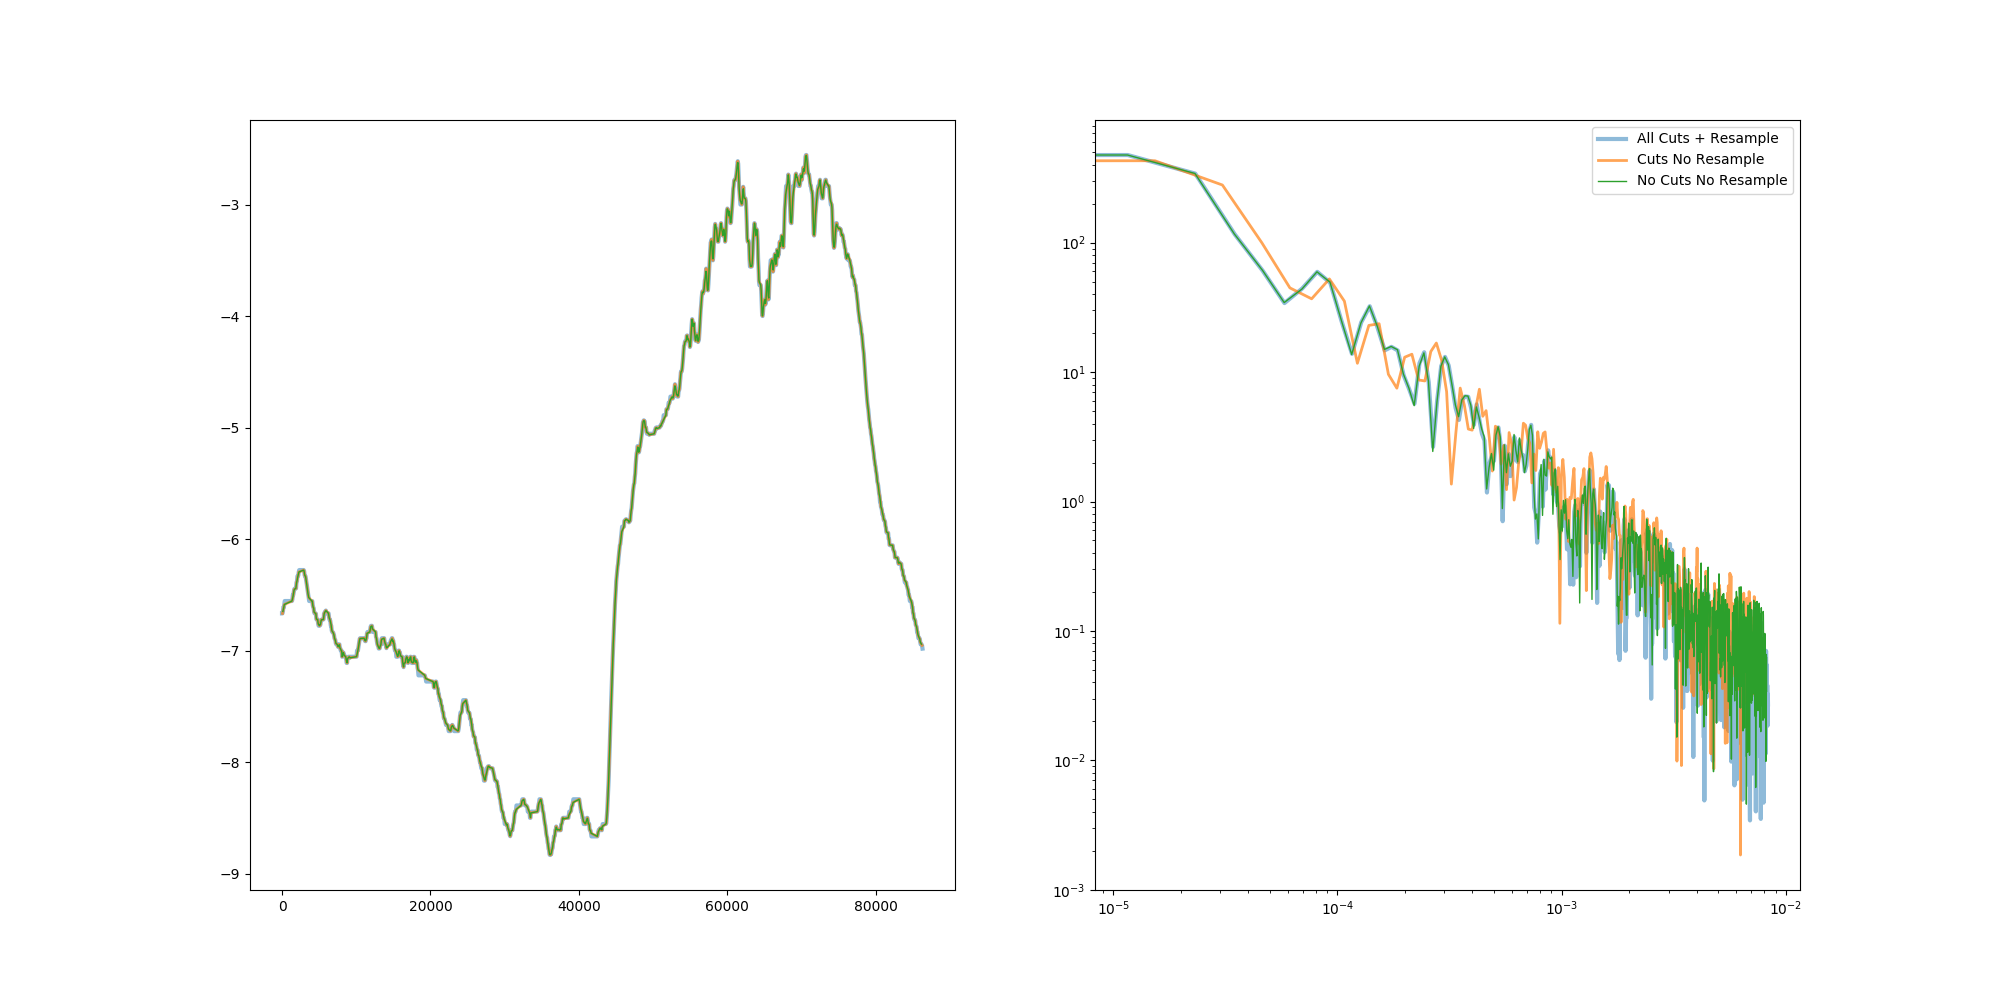 −3
−4
−5
−6
−7
−8
−9
0 20000 40000 60000 80000
All Cuts + Resample
Cuts No Resample
No Cuts No Resample
10²
10¹
10⁰
10⁻¹
10⁻²
10⁻³
10⁻⁵ 10⁻⁴ 10⁻³ 10⁻²